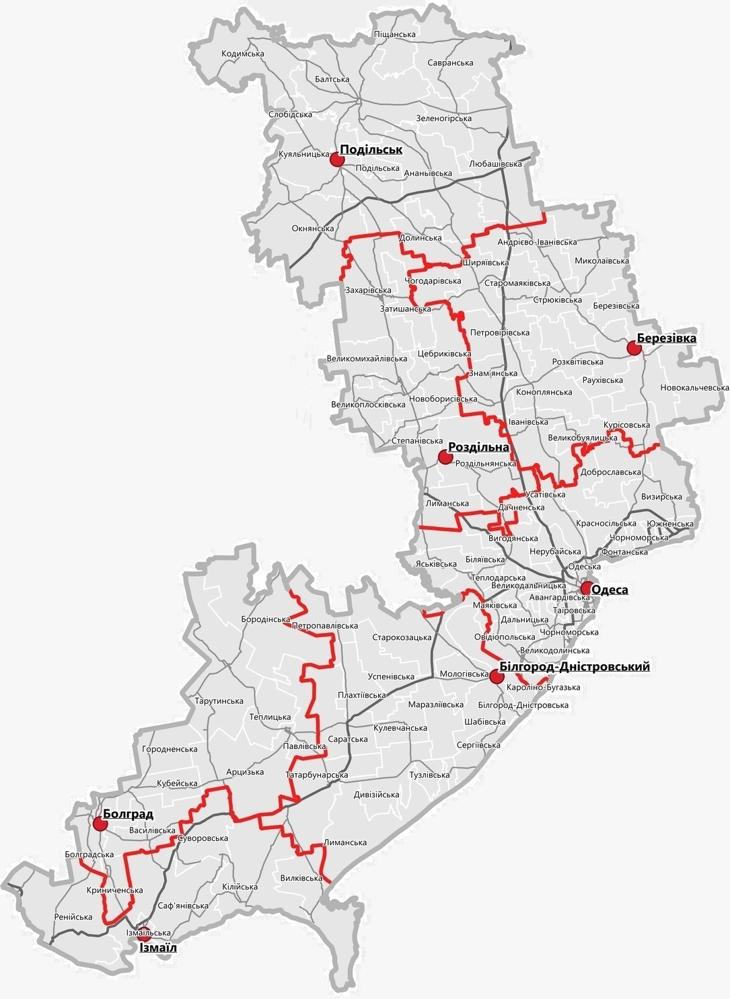 Піщанська
Кодимська
Савранська
Балтська
Слобідська
Зеленогірська
Подільськ
Куяльницька
Любашівська
Подільська
Ананьївська
Окнянська
Долинська
Андрієво-Іванівська
Миколаївська
Ширяївська
Чогодарівська
Старомаяківська
Захарівська
Стрюківська
Березівська
Затишанська
Петровірівська
Березівка
Цебриківська
Великомихайлівська
Розквітівська
Знам'янська
Раухівська
Новокальчевська
Коноплянська
Новоборисівська
Великоплосківська
Іванівська
Курісовська
Великобуялицька
Степанівська
Роздільна
Роздільнянська
Доброславська
Усатівська
Визирська
Лиманська
Дачненська
Красносільська
Южненська
Вигодянська
Чорноморська
Нерубайська
Фонтанська
Біляївська
Яськівська
Одеська
Теплодарська
Великодальницька
Одеса
Авангардівська
Маяківська
Таїровська
Бородінська
Дальницька
Петропавлівська
Чорноморська
Старокозацька
Овідіопольська
Великодолинська
Білгород-Дністровський
Мологівська
Успенівська
Кароліно-Бугазька
Плахтіївська
Тарутинська
Маразліївська
Білгород-Дністровська
Теплицька
Шабівська
Кулевчанська
Саратська
Городненська
Павлівська
Сергіївська
Арцизька
Татарбунарська
Тузлівська
Кубейська
Дивізійська
Болград
Василівська
Суворовська
Лиманська
Болградська
Вилківська
Криниченська
Кілійська
Саф'янівська
Ренійська
Ізмаїльська
Ізмаїл